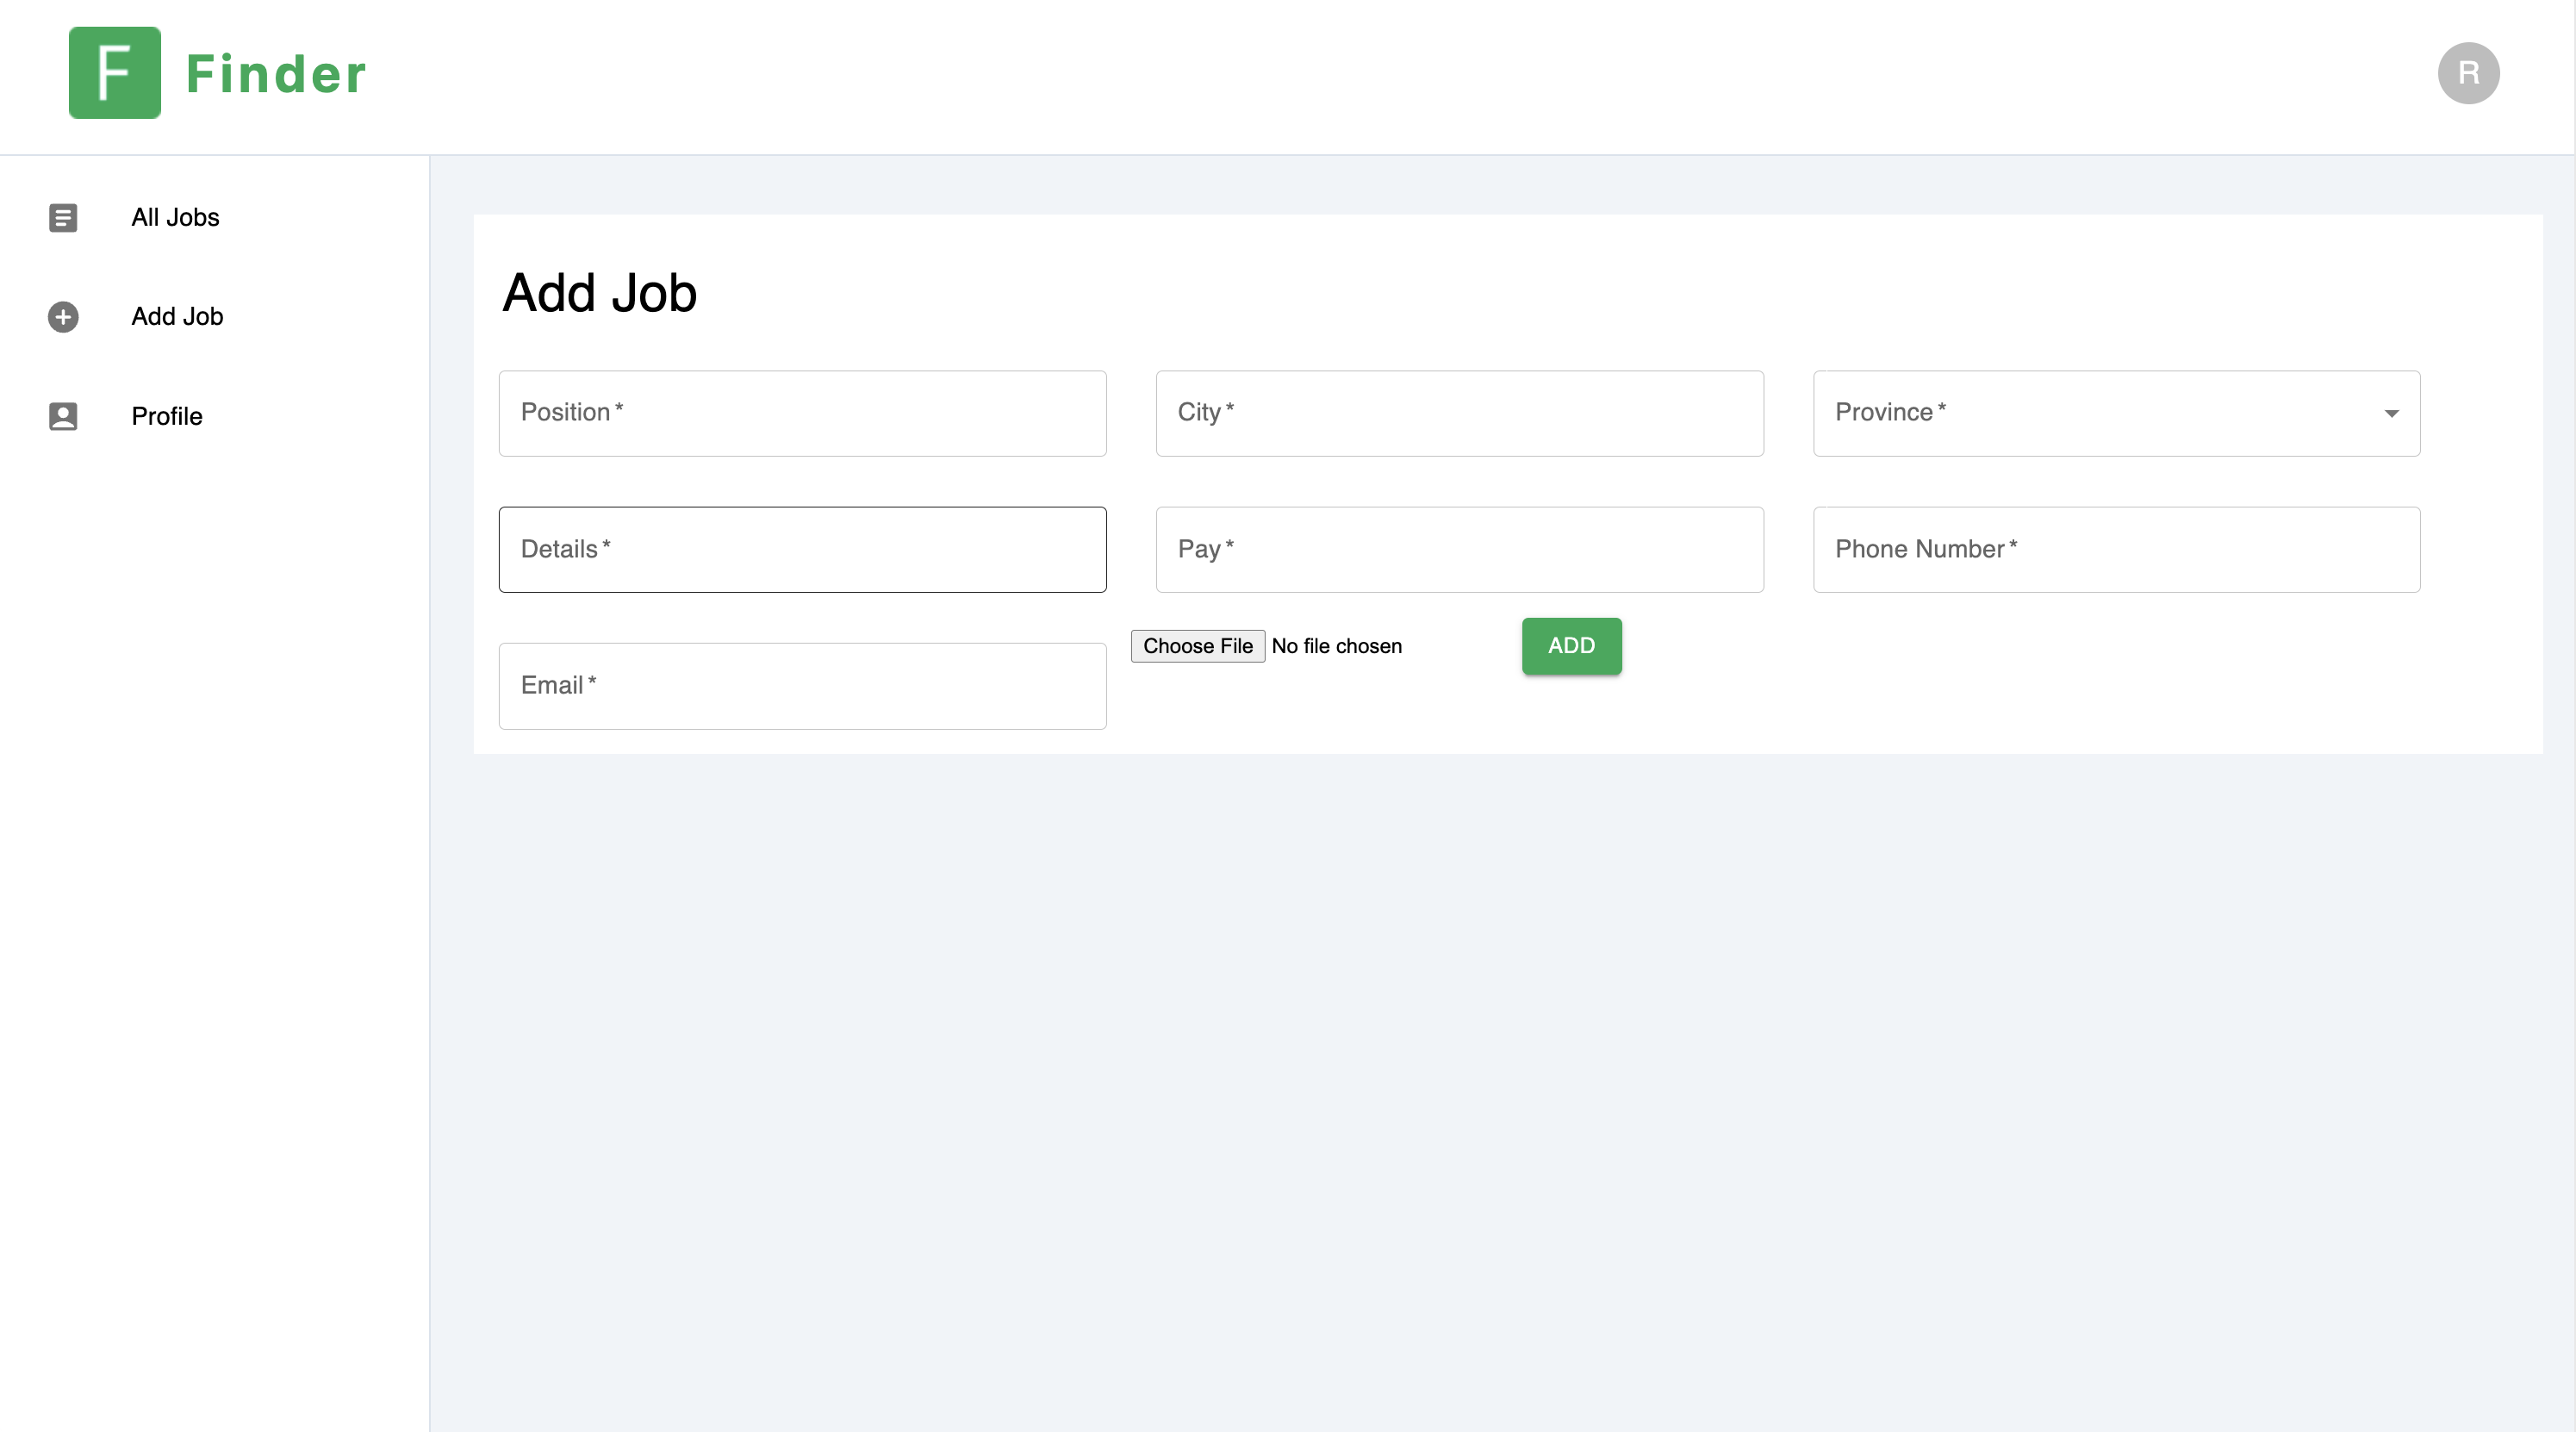 F Finder
R
All Jobs
Add Job
Profile
Add Job
Position *
City *
Province *
Details *
Pay *
Phone Number *
Email *
Choose File No file chosen
ADD